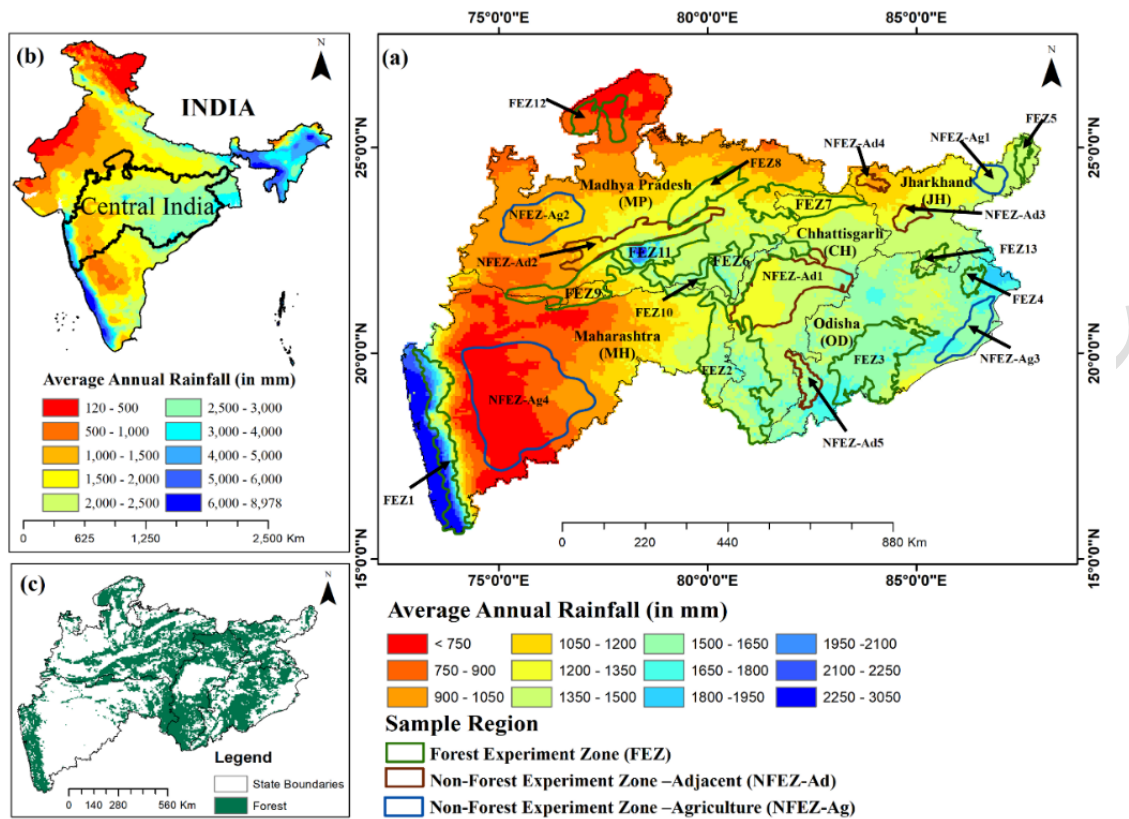 (b)
N
INDIA
Central India
Average Annual Rainfall (in mm)
120 - 500
500 - 1,000
1,000 - 1,500
1,500 - 2,000
2,000 - 2,500
2,500 - 3,000
3,000 - 4,000
4,000 - 5,000
5,000 - 6,000
6,000 - 8,978
0 625 1,250 2,500 Km
(c)
N
Legend
State Boundaries
Forest
0 140 280 560 Km
75°0'0"E 80°0'0"E 85°0'0"E
(a)
N
25°0'0"N
20°0'0"N
15°0'0"N
FEZ12
FEZ5
NFEZ-Ag1
NFEZ-Ad4
FEZ8
Madhya Pradesh
(MP)
Jharkhand
(JH)
NFEZ-Ag2
FEZ7
NFEZ-Ad3
Chhattisgarh
(CH)
NFEZ-Ad2
FEZ11
FEZ6
FEZ13
NFEZ-Ad1
FEZ9
FEZ10
FEZ4
Maharashtra
(MH)
Odisha
(OD)
NFEZ-Ag3
FEZ2
FEZ3
NFEZ-Ag4
NFEZ-Ad5
FEZ1
0 220 440 880 Km
75°0'0"E 80°0'0"E 85°0'0"E
Average Annual Rainfall (in mm)
< 750
750 - 900
900 - 1050
1050 - 1200
1200 - 1350
1350 - 1500
1500 - 1650
1650 - 1800
1800 - 1950
1950 -2100
2100 - 2250
2250 - 3050
Sample Region
Forest Experiment Zone (FEZ)
Non-Forest Experiment Zone –Adjacent (NFEZ-Ad)
Non-Forest Experiment Zone –Agriculture (NFEZ-Ag)